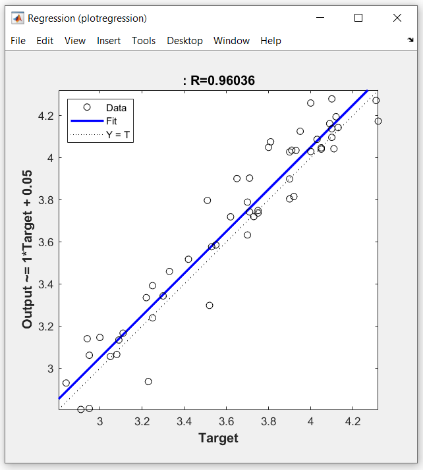 Regression (plotregression)
File Edit View Insert Tools Desktop Window Help
: R=0.96036
Data
Fit
Y = T
Output ~= 1*Target + 0.05
4.2
4
3.8
3.6
3.4
3.2
3
3 3.2 3.4 3.6 3.8 4 4.2
Target